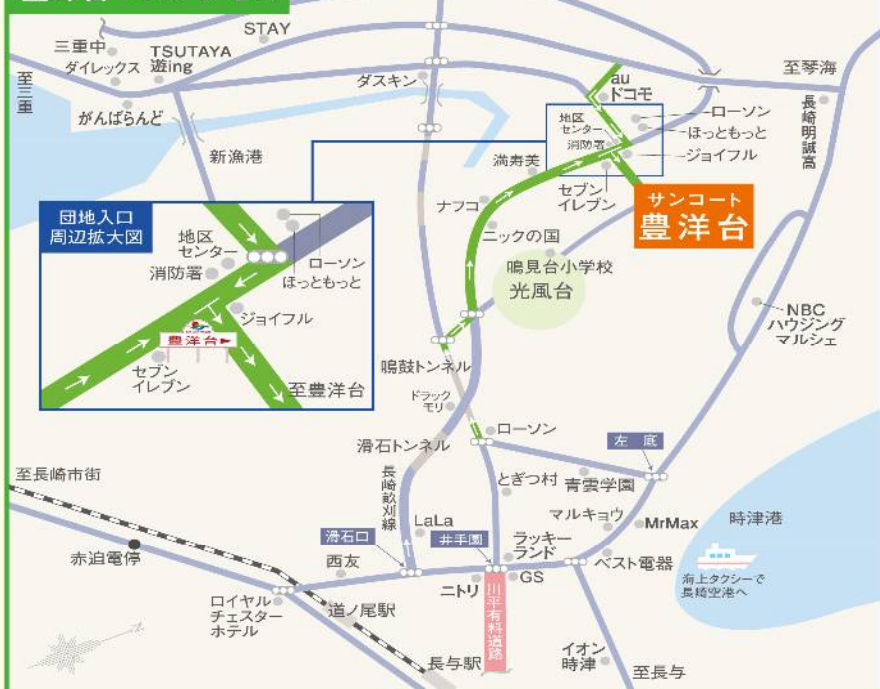 STAY
三重中
TSUTAYA
遊ing
ダイレックス
至三重
がんばらんど
新漁港
ダスキン
au
ドコモ
至琴海
長崎明誠高
地区
センター
消防署
ローソン
ほっともっと
ジョイフル
満寿美
セブン
イレブン
サンコート
豊洋台
ナフコ
ニックの国
鳴見台小学校
光風台
団地入口
周辺拡大図
地区
センター
消防署
ローソン
ほっともっと
ジョイフル
豊洋台
セブン
イレブン
至豊洋台
NBC
ハウジング
マルシェ
鳴鼓トンネル
ドラック
モリ
滑石トンネル
ローソン
左 底
至長崎市街
長崎畝刈線
とぎつ村
青雲学園
LaLa
マルキョウ
MrMax
時津港
滑石口
井手園
ラッキー
ランド
赤迫電停
西友
ニトリ
GS
ベスト電器
海上タクシーで
長崎空港へ
ロイヤル
チェスター
ホテル
道ノ尾駅
川平有料道路
長与駅
イオン
時津
至長与